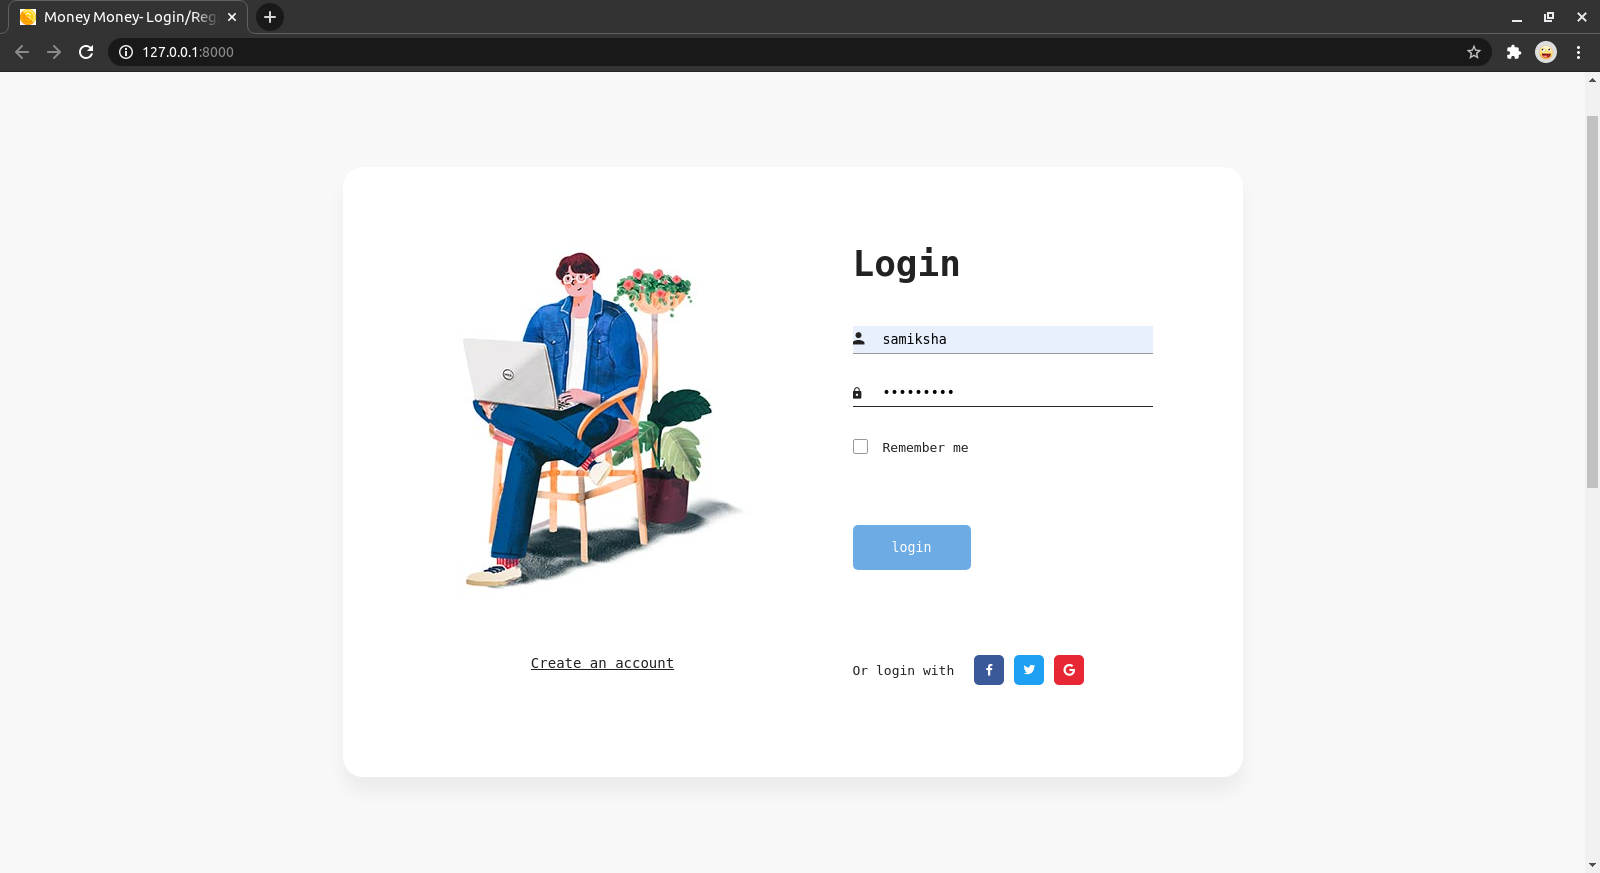 Money Money- Login/Reg
127.0.0.1:8000
Login
samiksha
•••••••••
Remember me
login
Create an account
Or login with